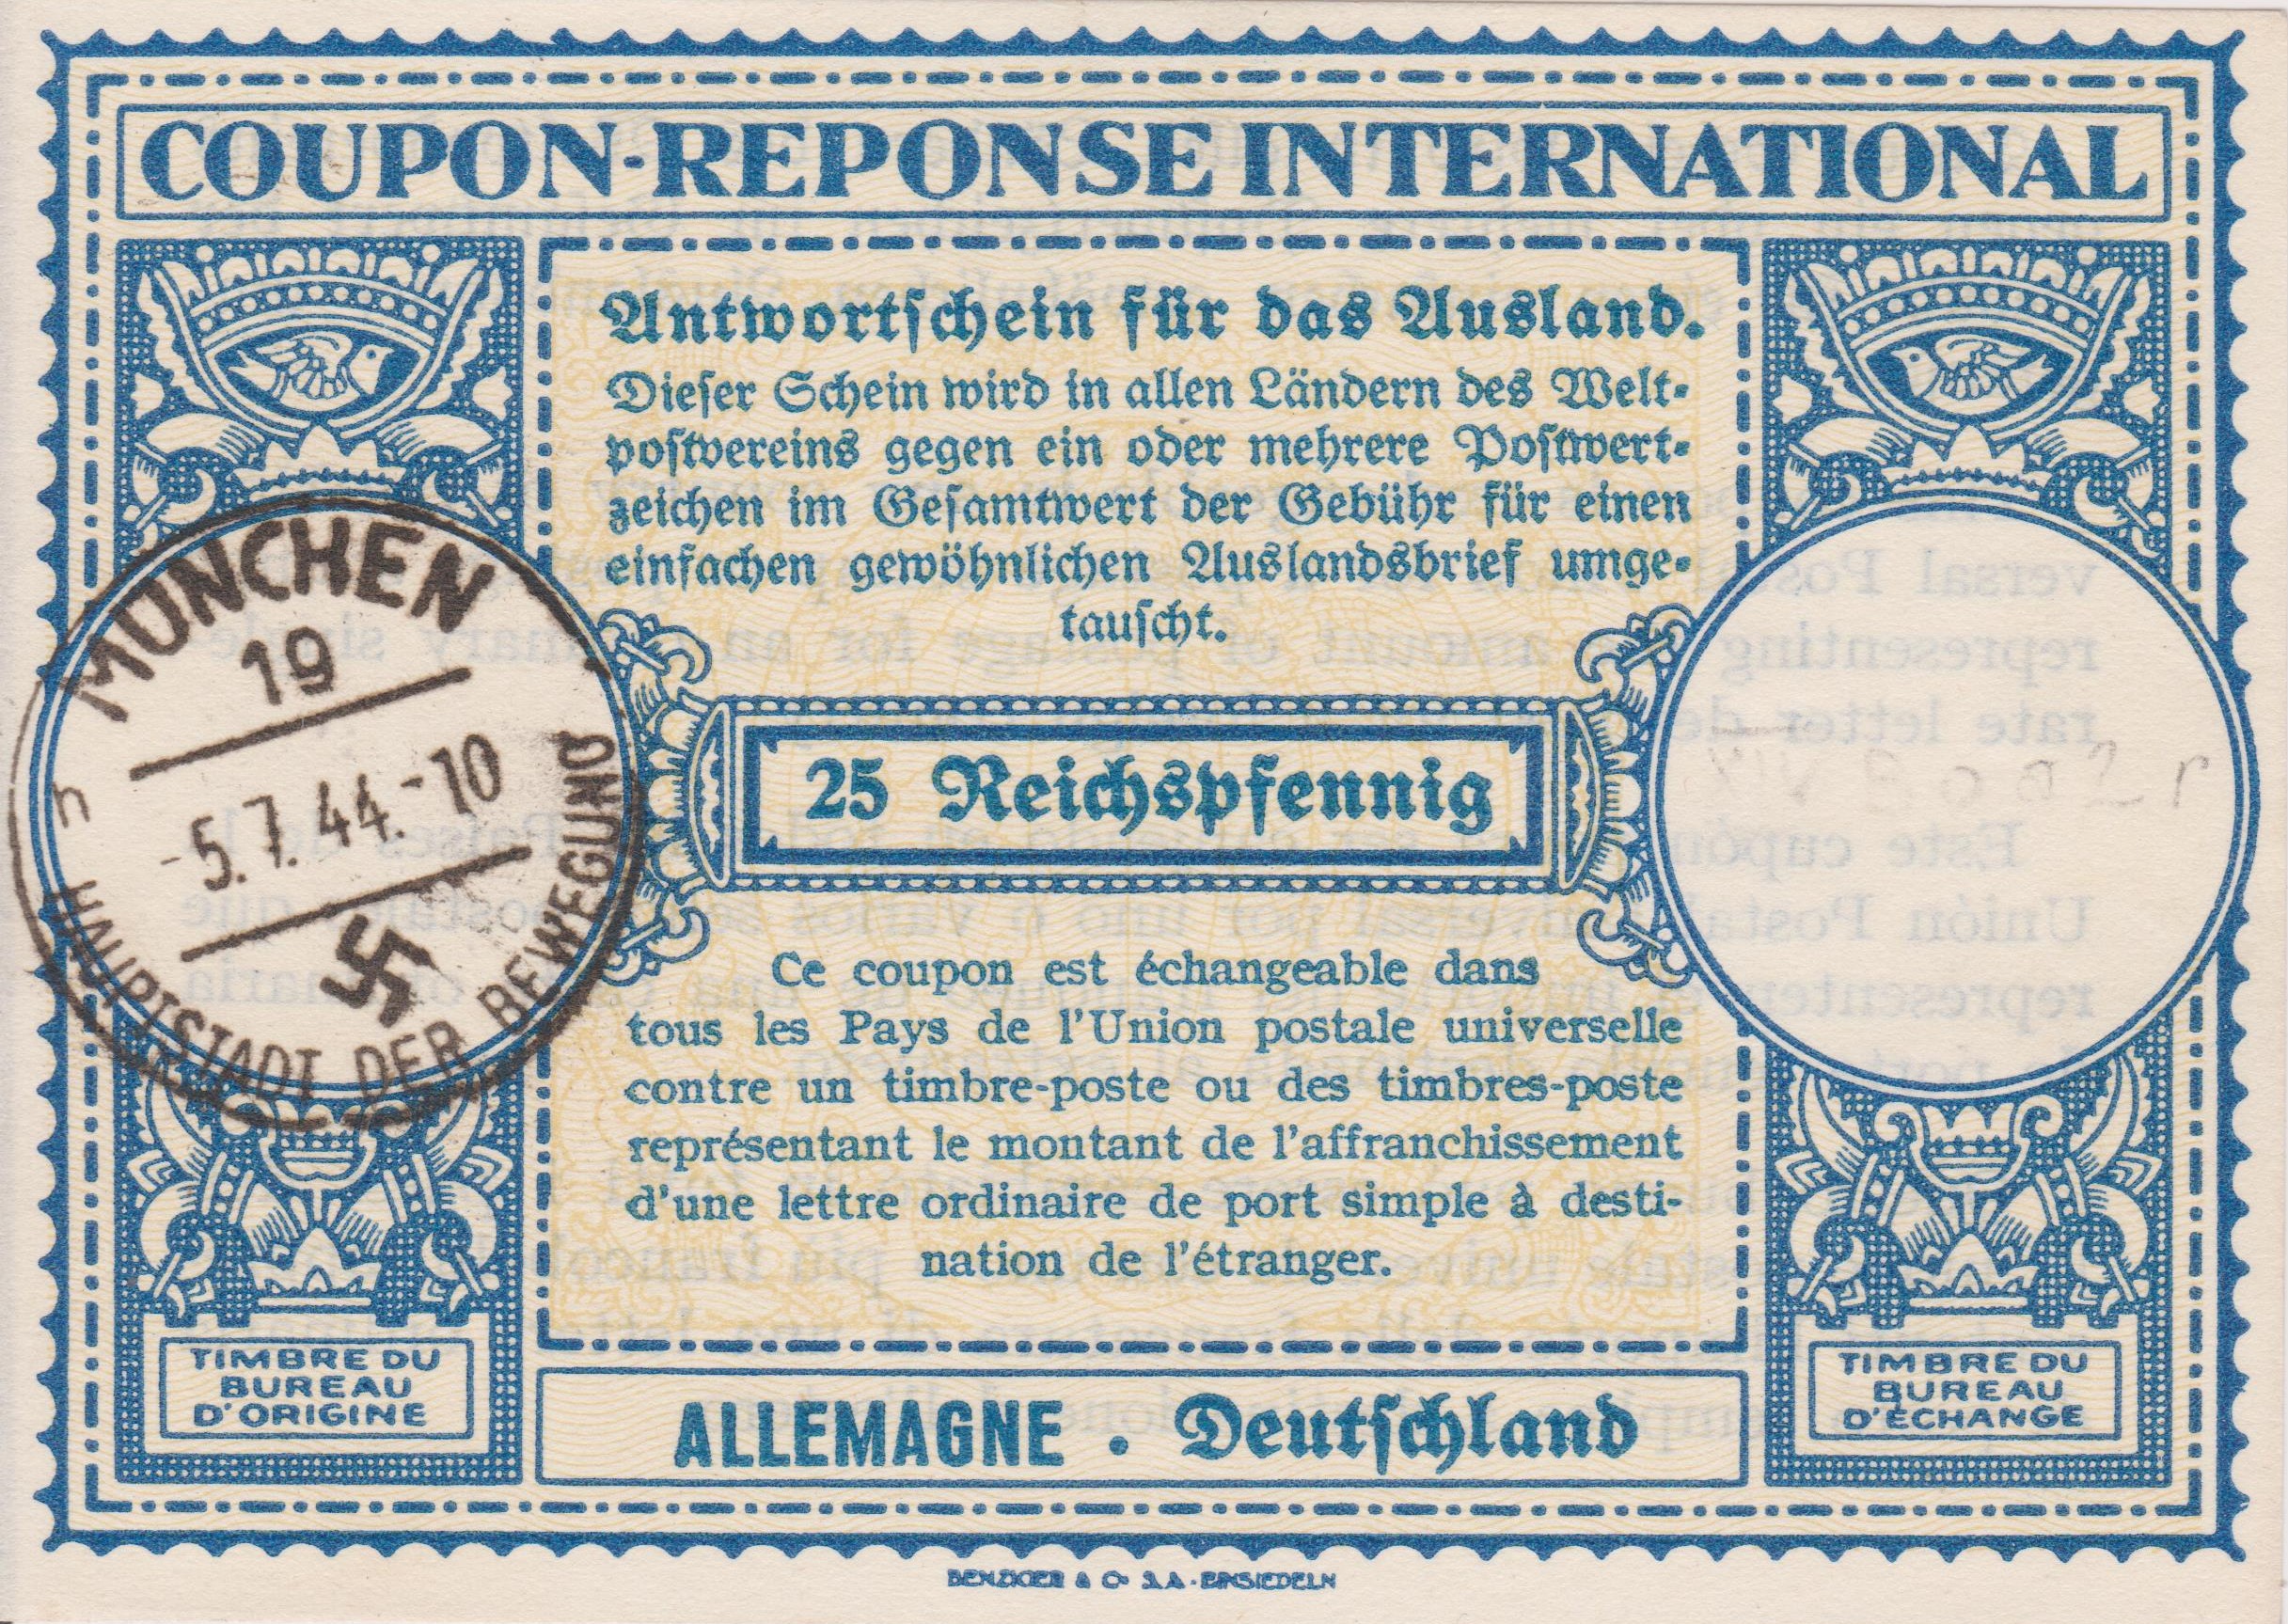 COUPON-REPONSE INTERNATIONAL
Antwortschein für das Ausland.
Dieser Schein wird in allen Ländern des Welt-
postvereins gegen ein oder mehrere Postwert-
zeichen im Gesamtwert der Gebühr für einen
einfachen gewöhnlichen Auslandsbrief umge-
tauscht.
MÜNCHEN
19
-5.7.44.-10
h
HAUPTSTADT DER BEWEGUNG
25 Reichspfennig
Ce coupon est échangeable dans
tous les Pays de l'Union postale universelle
contre un timbre-poste ou des timbres-poste
représentant le montant de l'affranchissement
d'une lettre ordinaire de port simple à desti-
nation de l'étranger.
TIMBRE DU
BUREAU
D'ORIGINE
ALLEMAGNE . Deutschland
TIMBRE DU
BUREAU
D'ECHANGE
BENZIGER & Co S.A. - EINSIEDELN